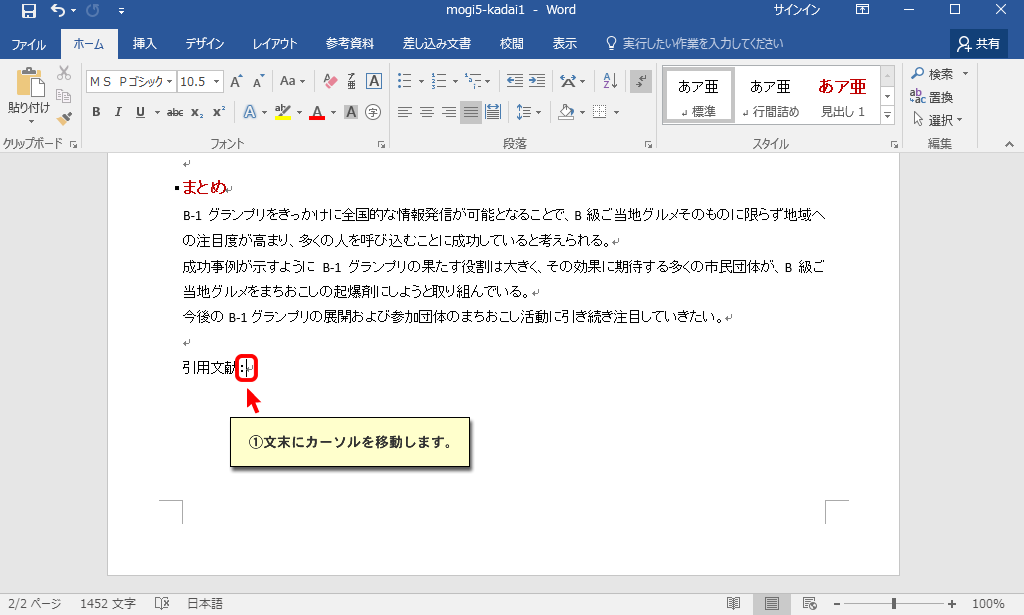 mogi5-kadai1 - Word
サインイン
ファイル ホーム 挿入 デザイン レイアウト 参考資料 差し込み文書 校閲 表示 実行したい作業を入力してください 共有
貼り付け
ＭＳ Ｐゴシック 10.5 A A Aa 亜 A
B I U abc x₂ x² A ab A A 字
あア亜 あア亜 あア亜
標準 行間詰め 見出し 1
検索
置換
選択
クリップボード フォント 段落 スタイル 編集
まとめ
B-1 グランプリをきっかけに全国的な情報発信が可能となることで、B 級ご当地グルメそのものに限らず地域へ
の注目度が高まり、多くの人を呼び込むことに成功していると考えられる。
成功事例が示すように B-1 グランプリの果たす役割は大きく、その効果に期待する多くの市民団体が、B 級ご
当地グルメをまちおこしの起爆剤にしようと取り組んでいる。
今後の B-1 グランプリの展開および参加団体のまちおこし活動に引き続き注目していきたい。
引用文献:
①文末にカーソルを移動します。
2/2 ページ 1452 文字 日本語 100%